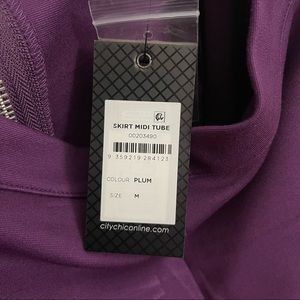 SKIRT MIDI TUBE
00203490
9 359219 284123
COLOUR: PLUM
SIZE: M
citychiconline.com